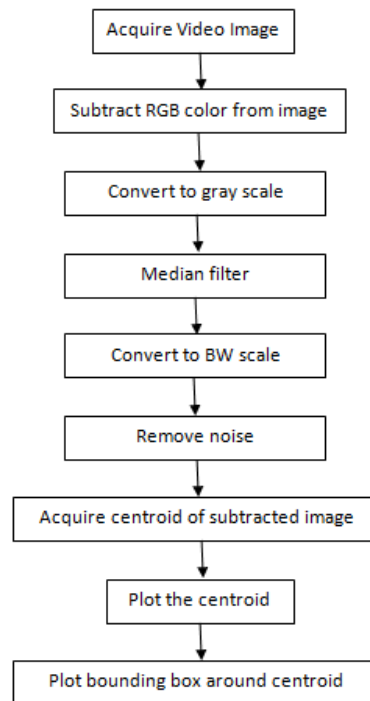 Acquire Video Image
Subtract RGB color from image
Convert to gray scale
Median filter
Convert to BW scale
Remove noise
Acquire centroid of subtracted image
Plot the centroid
Plot bounding box around centroid